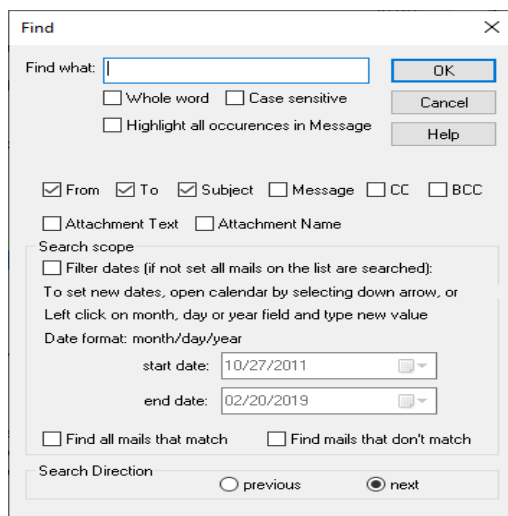 Find
Find what:
OK
Whole word Case sensitive
Cancel
Highlight all occurences in Message
Help
From To Subject Message CC BCC
Attachment Text Attachment Name
Search scope
Filter dates (if not set all mails on the list are searched):
To set new dates, open calendar by selecting down arrow, or
Left click on month, day or year field and type new value
Date format: month/day/year
start date: 10/27/2011
end date: 02/20/2019
Find all mails that match Find mails that don't match
Search Direction
previous next